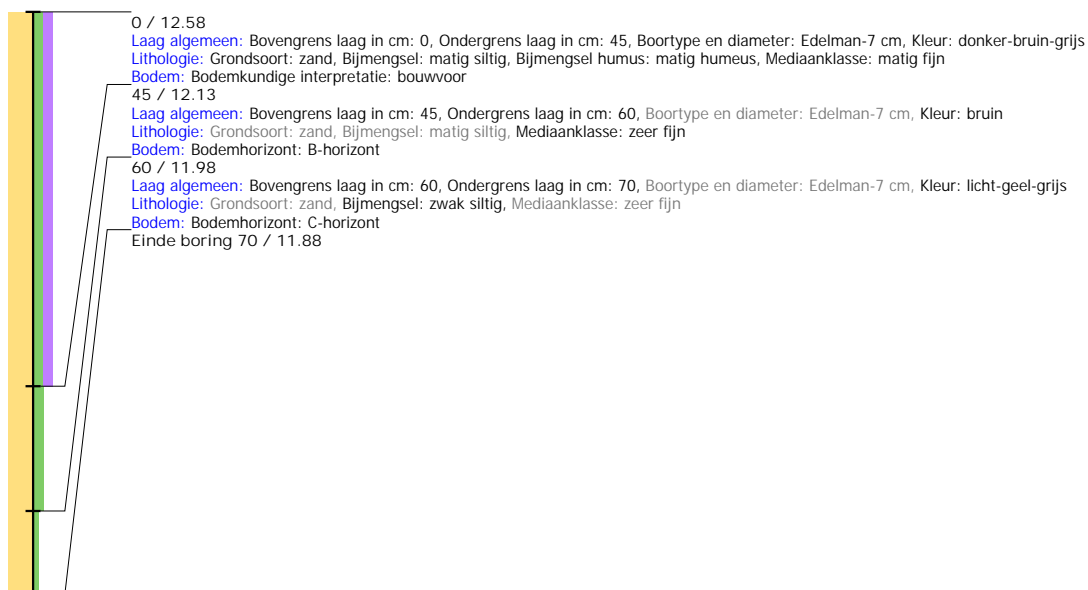 0 / 12.58
Laag algemeen: Bovengrens laag in cm: 0, Ondergrens laag in cm: 45, Boortype en diameter: Edelman-7 cm, Kleur: donker-bruin-grijs
Lithologie: Grondsoort: zand, Bijmengsel: matig siltig, Bijmengsel humus: matig humeus, Mediaanklasse: matig fijn
Bodem: Bodemkundige interpretatie: bouwvoor
45 / 12.13
Laag algemeen: Bovengrens laag in cm: 45, Ondergrens laag in cm: 60, Boortype en diameter: Edelman-7 cm, Kleur: bruin
Lithologie: Grondsoort: zand, Bijmengsel: matig siltig, Mediaanklasse: zeer fijn
Bodem: Bodemhorizont: B-horizont
60 / 11.98
Laag algemeen: Bovengrens laag in cm: 60, Ondergrens laag in cm: 70, Boortype en diameter: Edelman-7 cm, Kleur: licht-geel-grijs
Lithologie: Grondsoort: zand, Bijmengsel: zwak siltig, Mediaanklasse: zeer fijn
Bodem: Bodemhorizont: C-horizont
Einde boring 70 / 11.88